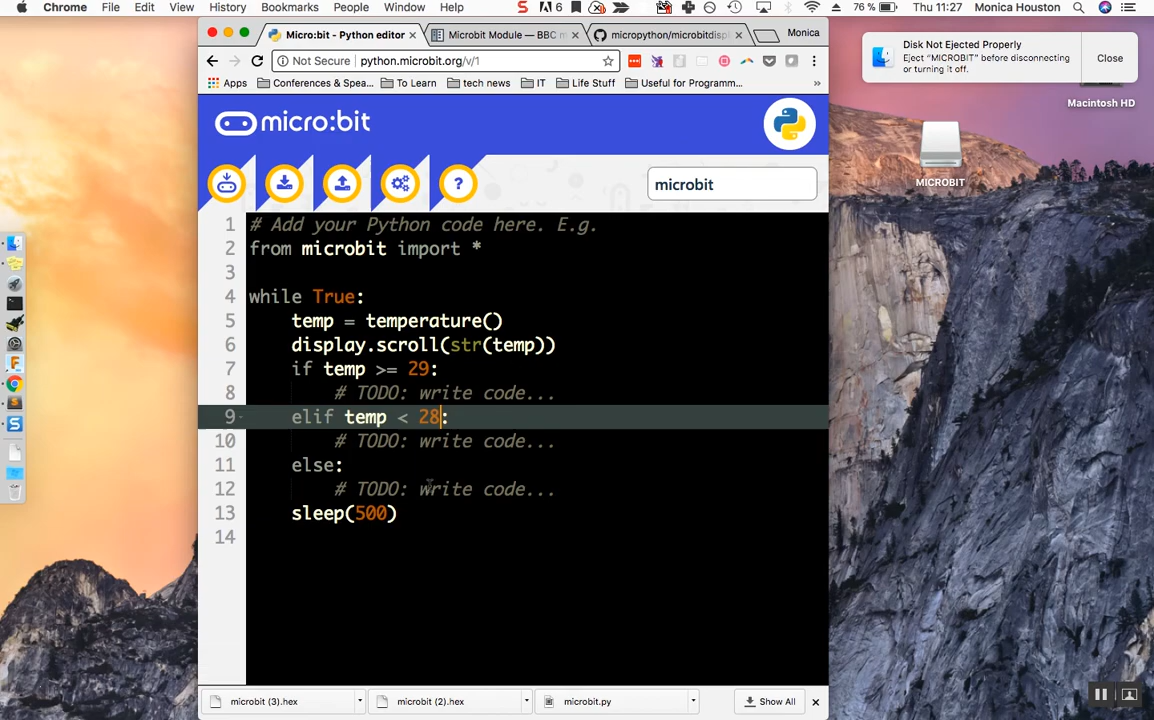 Chrome File Edit View History Bookmarks People Window Help 6 76% Thu 11:27 Monica Houston
Micro:bit - Python editor Microbit Module — BBC m micropython/microbitdisp Monica
Not Secure python.microbit.org/v/1
Apps Conferences & Spea... To Learn tech news IT Life Stuff Useful for Programm... »
Disk Not Ejected Properly
Eject "MICROBIT" before disconnecting
or turning it off.
Close
Macintosh HD
MICROBIT
micro:bit
? microbit
1 # Add your Python code here. E.g.
2 from microbit import *
3
4 while True:
5 temp = temperature()
6 display.scroll(str(temp))
7 if temp >= 29:
8 # TODO: write code...
9 elif temp < 28:
10 # TODO: write code...
11 else:
12 # TODO: write code...
13 sleep(500)
14
microbit (3).hex microbit (2).hex microbit.py Show All